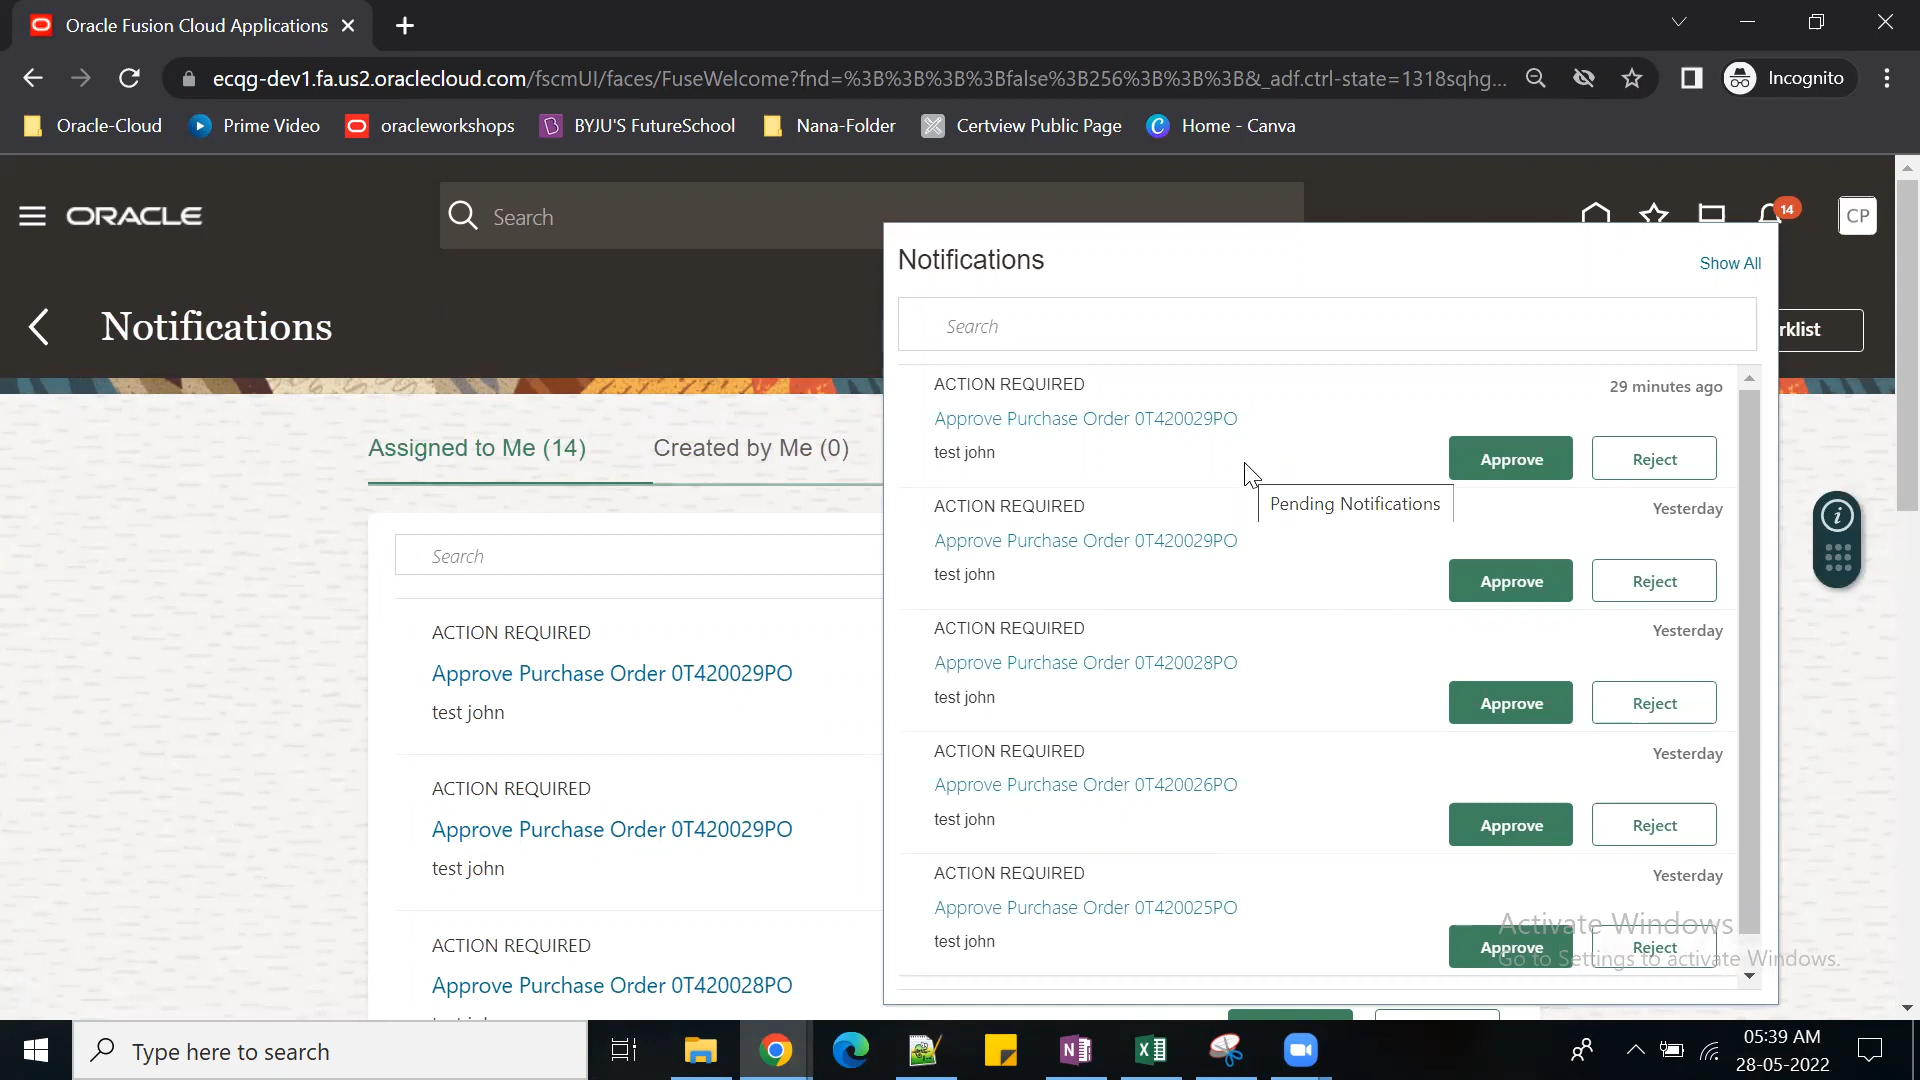 Oracle Fusion Cloud Applications
ecqg-dev1.fa.us2.oraclecloud.com/fscmUI/faces/FuseWelcome?fnd=%3B%3B%3B%3Bfalse%3B256%3B%3B%3B&_adf.ctrl-state=1318sqhg...
Incognito
Oracle-Cloud
Prime Video
oracleworkshops
BYJU'S FutureSchool
Nana-Folder
Certview Public Page
Home - Canva
ORACLE
Search
14
CP
Notifications
rklist
Assigned to Me (14)
Created by Me (0)
Search
ACTION REQUIRED
Approve Purchase Order 0T420029PO
test john
ACTION REQUIRED
Approve Purchase Order 0T420029PO
test john
ACTION REQUIRED
Approve Purchase Order 0T420028PO
Notifications
Show All
Search
ACTION REQUIRED
29 minutes ago
Approve Purchase Order 0T420029PO
test john
Approve
Reject
Pending Notifications
ACTION REQUIRED
Yesterday
Approve Purchase Order 0T420029PO
test john
Approve
Reject
ACTION REQUIRED
Yesterday
Approve Purchase Order 0T420028PO
test john
Approve
Reject
ACTION REQUIRED
Yesterday
Approve Purchase Order 0T420026PO
test john
Approve
Reject
ACTION REQUIRED
Yesterday
Approve Purchase Order 0T420025PO
test john
Approve
Reject
Activate Windows
Go to Settings to activate Windows.
Type here to search
05:39 AM
28-05-2022